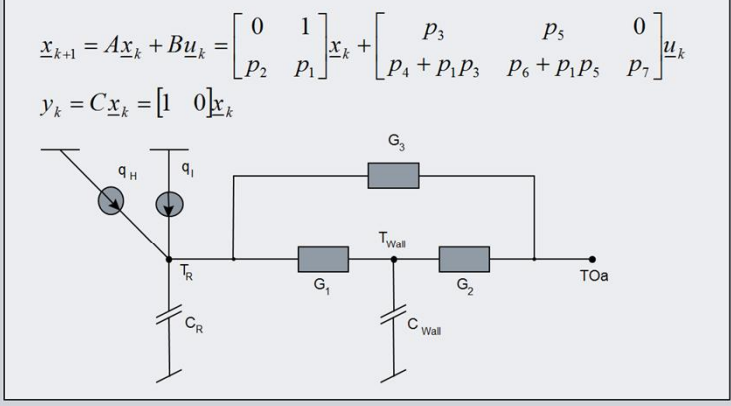 x_{k+1} = Ax_k + Bu_k = [0 1; p_2 p_1] x_k + [p_3 p_5 0; p_4 + p_1p_3 p_6 + p_1p_5 p_7] u_k
y_k = Cx_k = [1 0]x_k
G_3
q_H q_I
T_Wall
T_R G_1 G_2 TOa
C_R C_Wall